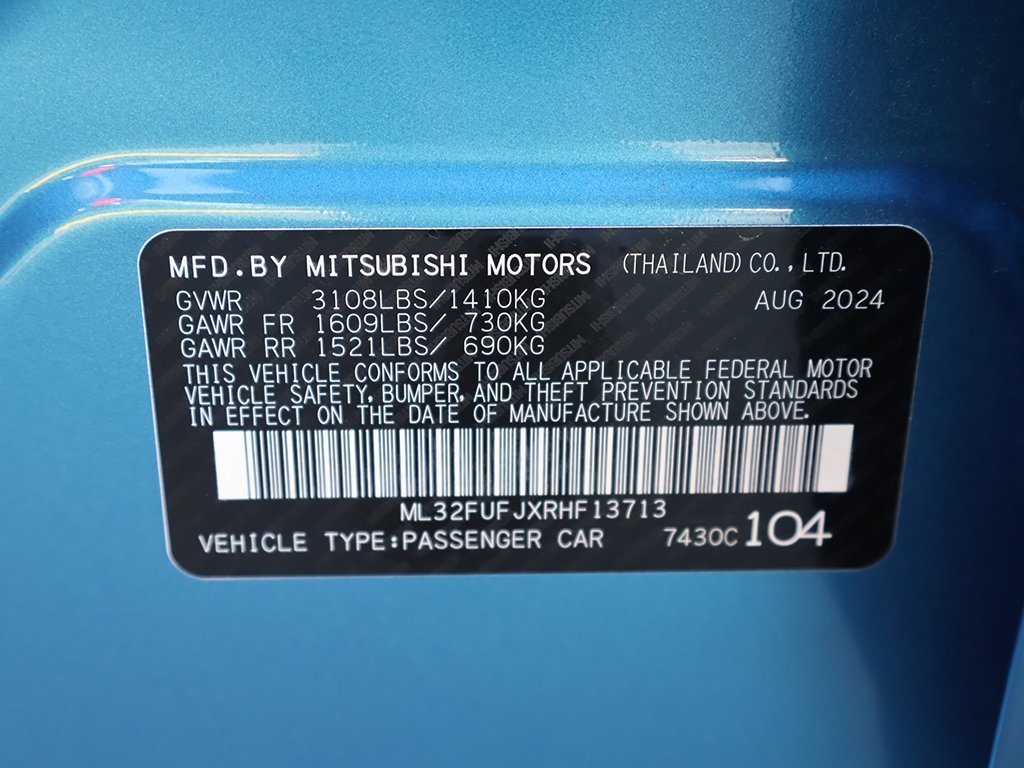 MFD.BY MITSUBISHI MOTORS (THAILAND)CO.,LTD.
GVWR 3108LBS/1410KG AUG 2024
GAWR FR 1609LBS/ 730KG
GAWR RR 1521LBS/ 690KG
THIS VEHICLE CONFORMS TO ALL APPLICABLE FEDERAL MOTOR
VEHICLE SAFETY, BUMPER, AND THEFT PREVENTION STANDARDS
IN EFFECT ON THE DATE OF MANUFACTURE SHOWN ABOVE.
ML32FUFJXRHF13713
VEHICLE TYPE:PASSENGER CAR 7430C 104